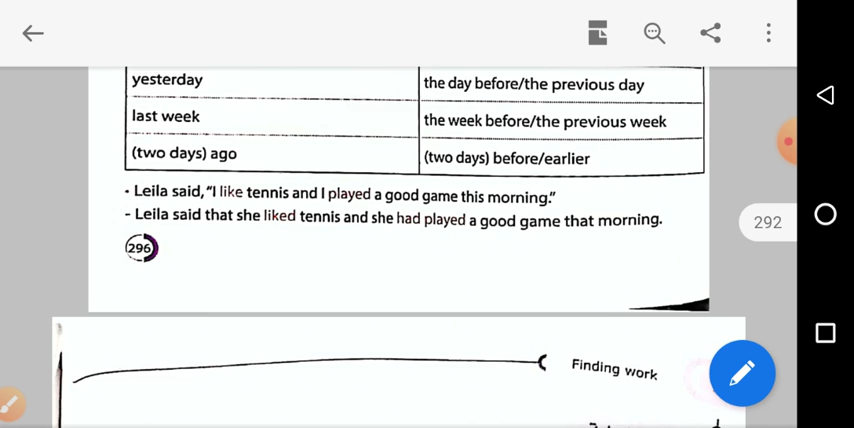 yesterday
the day before/the previous day
last week
the week before/the previous week
(two days) ago
(two days) before/earlier
- Leila said, "I like tennis and I played a good game this morning."
- Leila said that she liked tennis and she had played a good game that morning.
296
292
Finding work